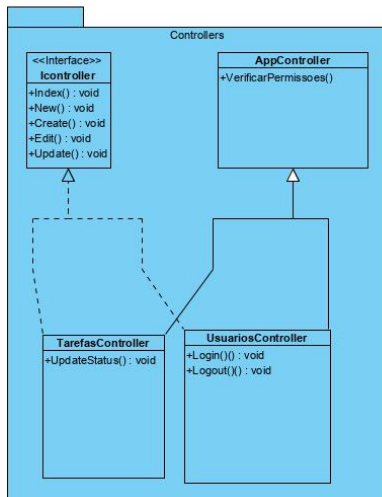 Controllers
<<Interface>>
Icontroller
+Index() : void
+New() : void
+Create() : void
+Edit() : void
+Update() : void
AppController
+VerificarPermissoes()
TarefasController
+UpdateStatus() : void
UsuariosController
+Login()() : void
+Logout()() : void